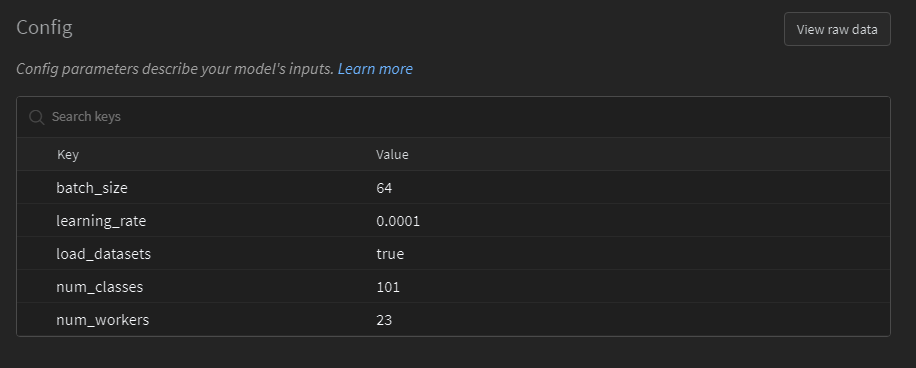 Config
View raw data
Config parameters describe your model's inputs. Learn more
Search keys
Key Value
batch_size 64
learning_rate 0.0001
load_datasets true
num_classes 101
num_workers 23